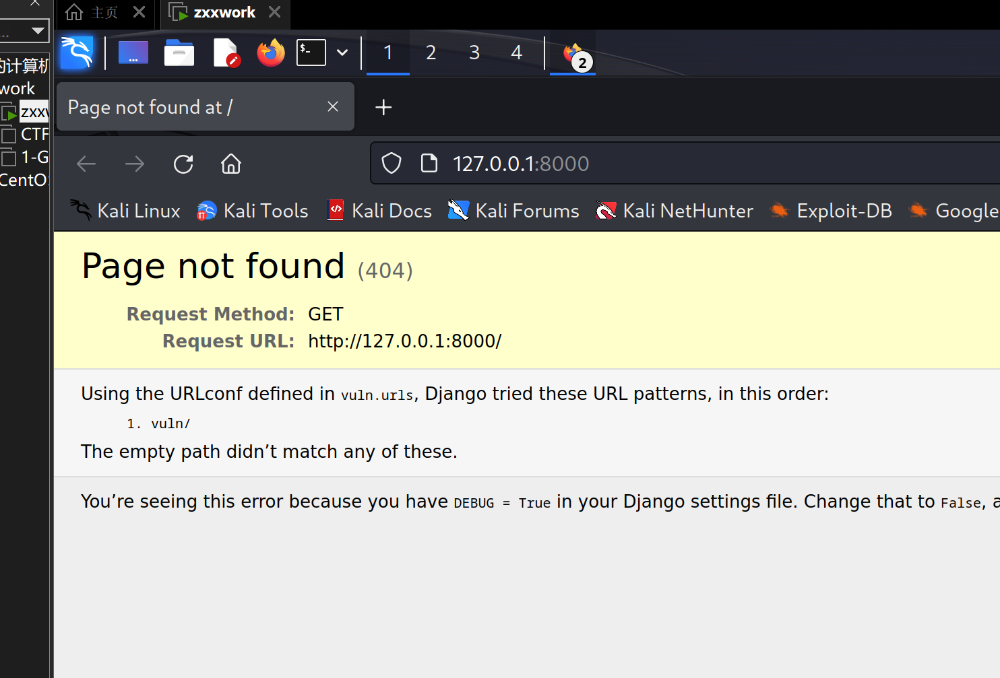 主页
zxxwork
...
的计算机
work
zxxw
CTF
1-G
CentOS
$-
1
2
3
4
2
Page not found at /
127.0.0.1:8000
Kali Linux
Kali Tools
Kali Docs
Kali Forums
Kali NetHunter
Exploit-DB
Google
Page not found (404)
Request Method: GET
Request URL: http://127.0.0.1:8000/
Using the URLconf defined in vuln.urls, Django tried these URL patterns, in this order:
1. vuln/
The empty path didn’t match any of these.
You’re seeing this error because you have DEBUG = True in your Django settings file. Change that to False, a